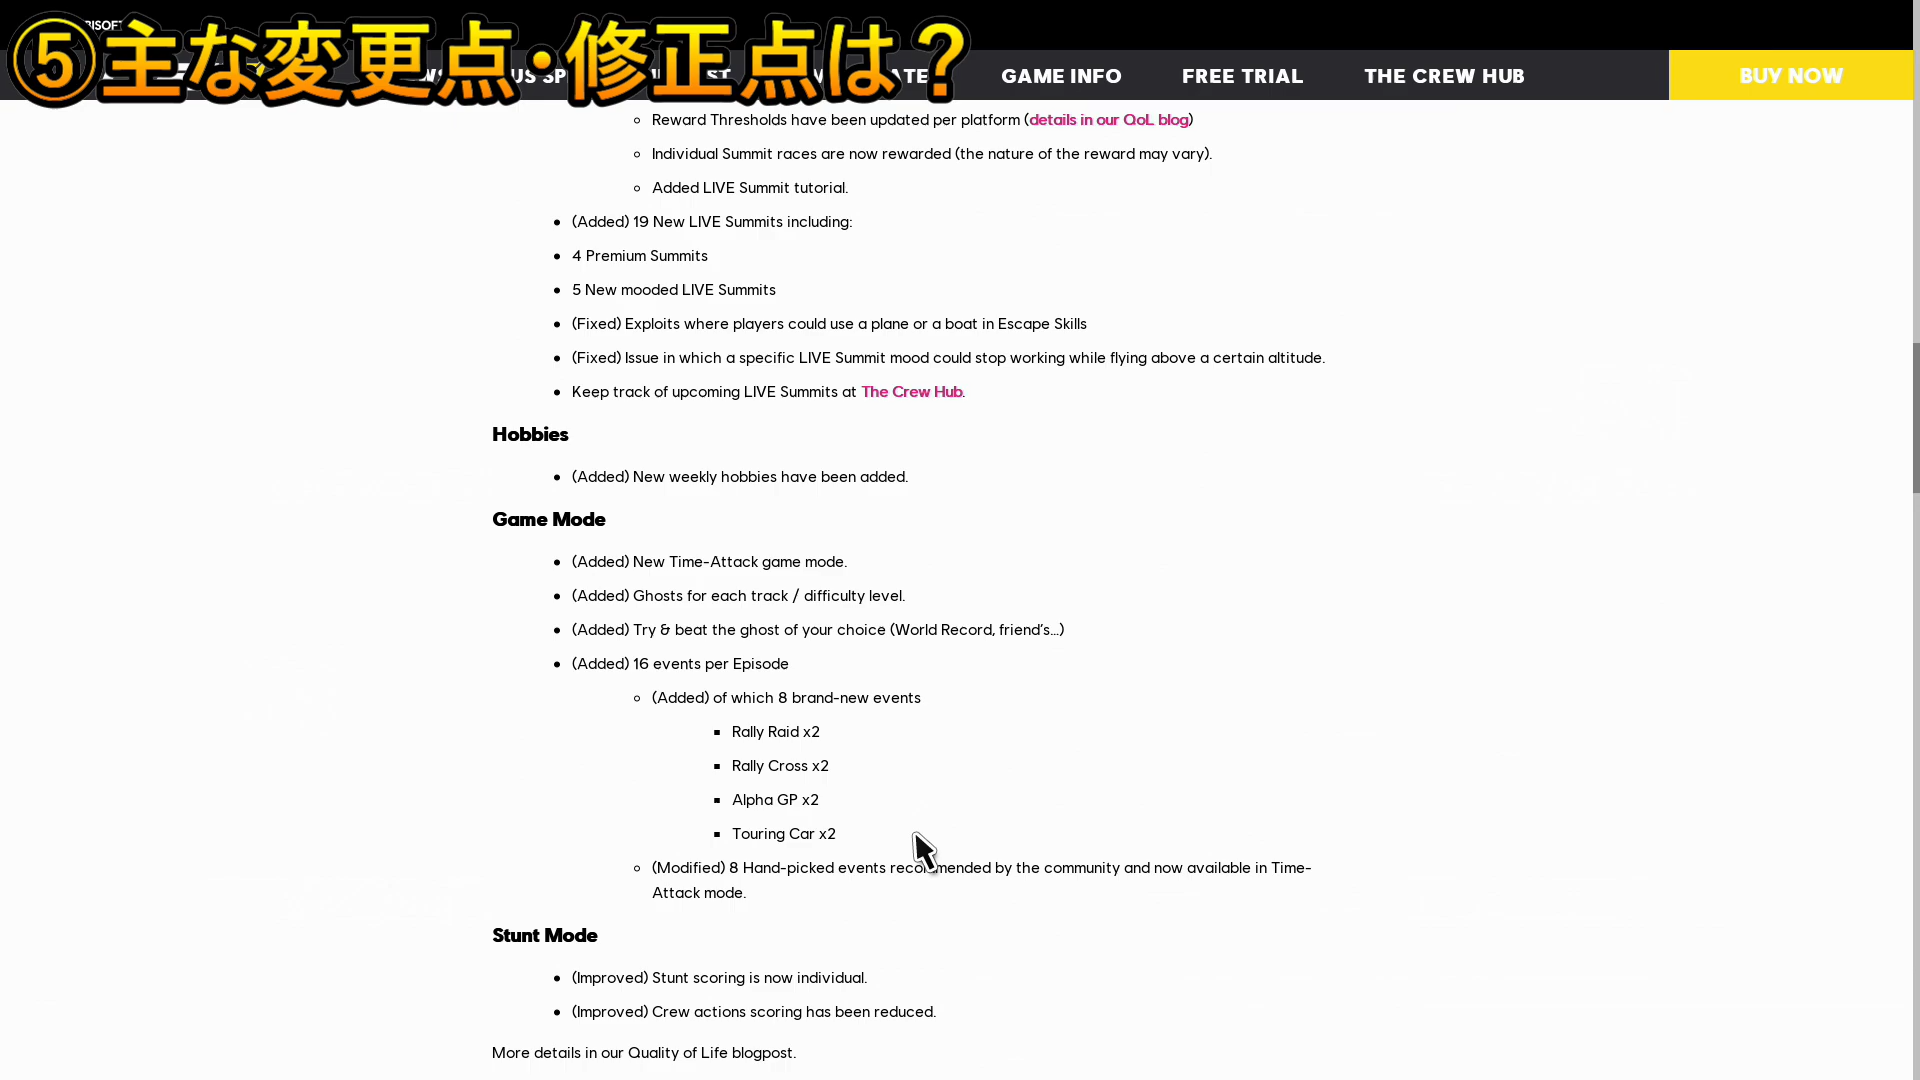 ⑤主な変更点・修正点は？
GAME INFO
FREE TRIAL
THE CREW HUB
BUY NOW
Reward Thresholds have been updated per platform (details in our QoL blog)
Individual Summit races are now rewarded (the nature of the reward may vary).
Added LIVE Summit tutorial.
(Added) 19 New LIVE Summits including:
4 Premium Summits
5 New mooded LIVE Summits
(Fixed) Exploits where players could use a plane or a boat in Escape Skills
(Fixed) Issue in which a specific LIVE Summit mood could stop working while flying above a certain altitude.
Keep track of upcoming LIVE Summits at The Crew Hub.
Hobbies
(Added) New weekly hobbies have been added.
Game Mode
(Added) New Time-Attack game mode.
(Added) Ghosts for each track / difficulty level.
(Added) Try & beat the ghost of your choice (World Record, friend's...)
(Added) 16 events per Episode
(Added) of which 8 brand-new events
Rally Raid x2
Rally Cross x2
Alpha GP x2
Touring Car x2
(Modified) 8 Hand-picked events recommended by the community and now available in Time-
Attack mode.
Stunt Mode
(Improved) Stunt scoring is now individual.
(Improved) Crew actions scoring has been reduced.
More details in our Quality of Life blogpost.